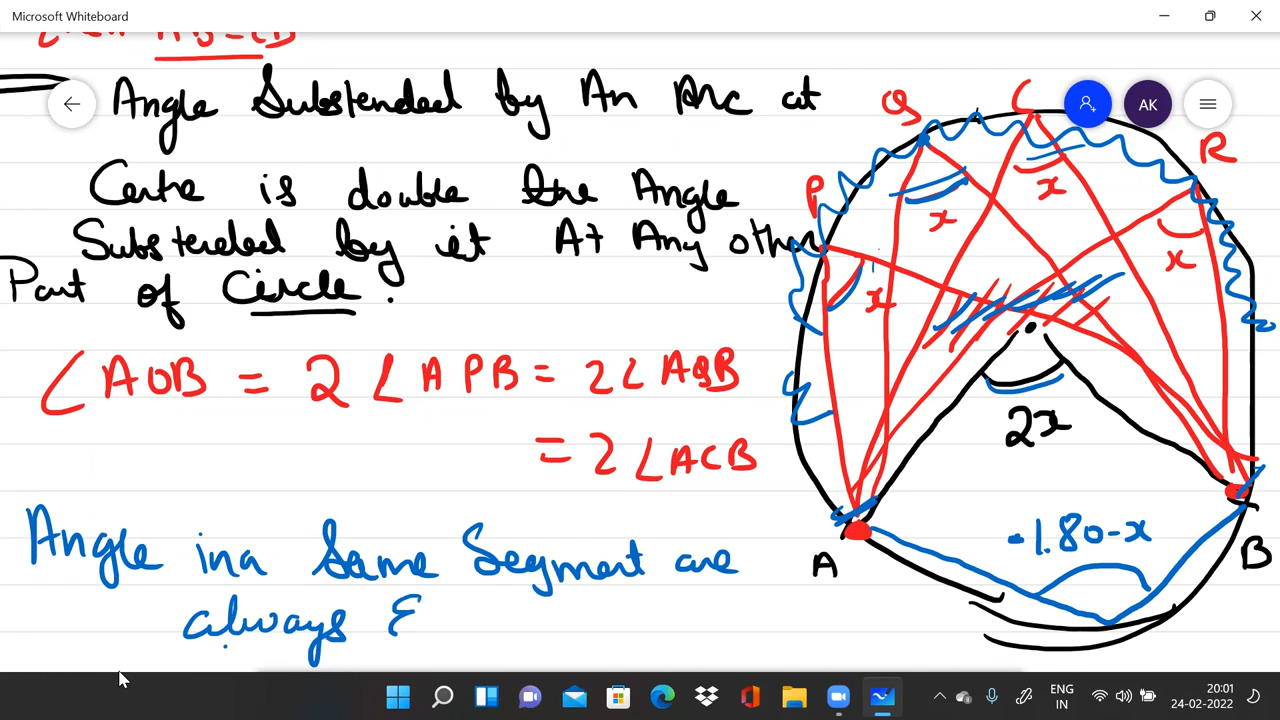 Microsoft Whiteboard
AB = CB
Angle Substended by An Arc at
Centre is double the Angle
Substended by it At Any other
Part of Circle.
∠AOB = 2∠APB = 2∠AQB
= 2∠ACB
Angle in a Same Segment are
always E
AK
P
Q
C
R
x
x
x
x
2x
180-x
A
B
ENG
IN
20:01
24-02-2022